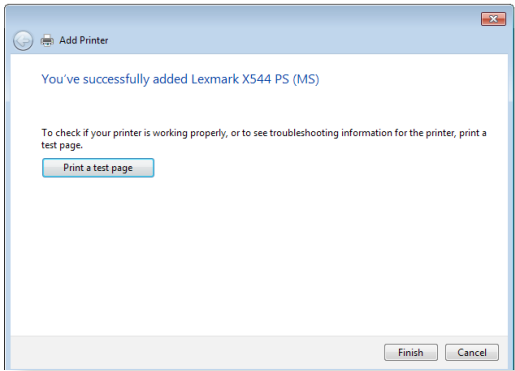 Add Printer
You've successfully added Lexmark X544 PS (MS)
To check if your printer is working properly, or to see troubleshooting information for the printer, print a
test page.
Print a test page
Finish Cancel